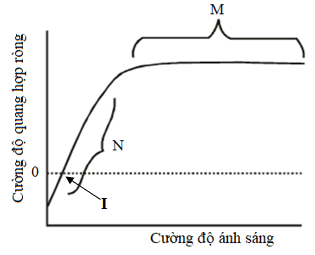 M
Cường độ quang hợp ròng
N
0
I
Cường độ ánh sáng